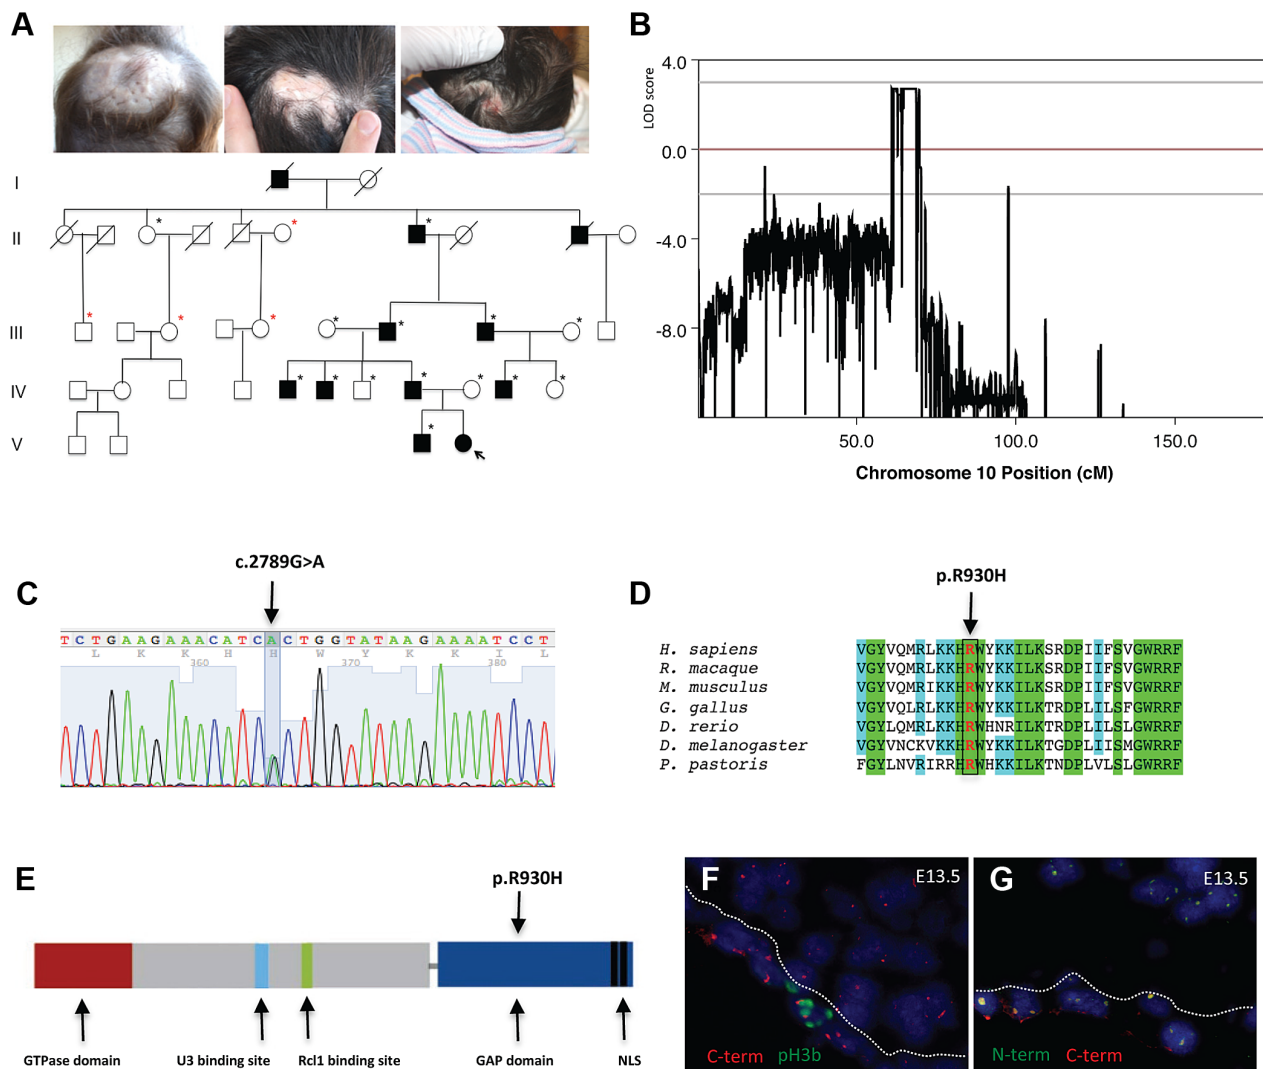 A
B
I
II
III
IV
V
* * * * * * * * * * * * * * * * * * *
LOD score
4.0
0.0
-4.0
-8.0
50.0 100.0 150.0
Chromosome 10 Position (cM)
C
c.2789G>A
T C T G A A G A A A C A T C A C T G G T A T A A G A A A A T C C T
L K K H H W Y K K I L
360 370 380
D
p.R930H
H. sapiens VGYVQMRLKKHRWYKKILKSRDPIIFSVGWRRF
R. macaque VGYVQMRLKKHRWYKKILKSRDPIIFSVGWRRF
M. musculus VGYVQMRIKKHRWYKKILKSRDPIIFSVGWRRF
G. gallus VGYVQLRLKKHRWYKKILKTRDPLIFSFGWRRF
D. rerio VGYLQMRLKKHRWHNRILKTRDPLILSLGWRRF
D. melanogaster VGYVNCKVKKHRWYKKILKTGDPLIISMGWRRF
P. pastoris FGYLNVRIRRHRWHKKILKTNDPLVLSLGWRRF
E
p.R930H
GTPase domain
U3 binding site
Rcl1 binding site
GAP domain
NLS
F
E13.5
C-term pH3b
G
E13.5
N-term C-term